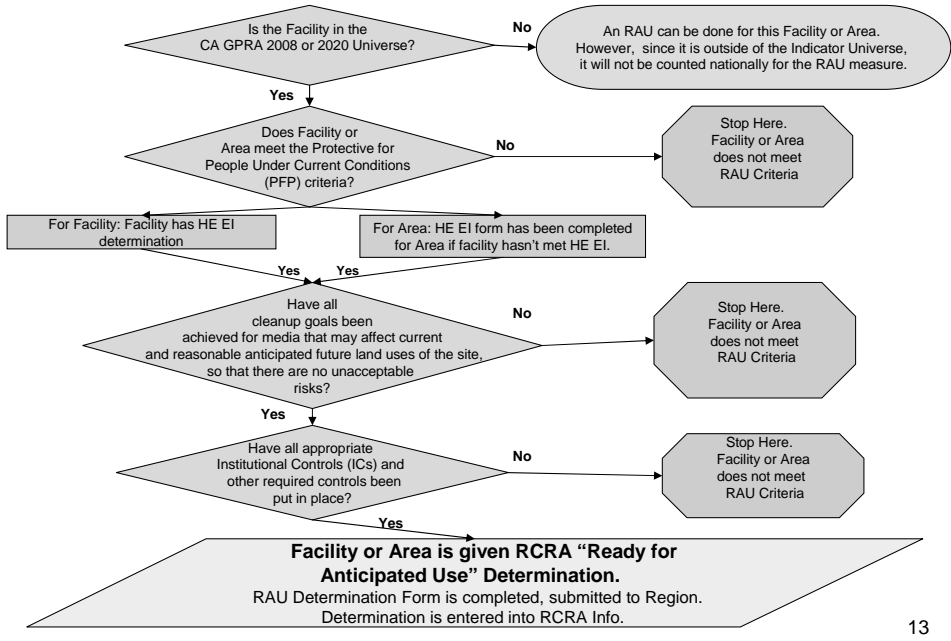 Is the Facility in the
CA GPRA 2008 or 2020 Universe?
No
An RAU can be done for this Facility or Area.
However, since it is outside of the Indicator Universe,
it will not be counted nationally for the RAU measure.
Yes
Does Facility or
Area meet the Protective for
People Under Current Conditions
(PFP) criteria?
No
Stop Here.
Facility or Area
does not meet
RAU Criteria
For Facility: Facility has HE EI
determination
For Area: HE EI form has been completed
for Area if facility hasn't met HE EI.
Yes
Yes
Have all
cleanup goals been
achieved for media that may affect current
and reasonable anticipated future land uses of the site,
so that there are no unacceptable
risks?
No
Stop Here.
Facility or Area
does not meet
RAU Criteria
Yes
Have all appropriate
Institutional Controls (ICs) and
other required controls been
put in place?
No
Stop Here.
Facility or Area
does not meet
RAU Criteria
Yes
Facility or Area is given RCRA “Ready for
Anticipated Use” Determination.
RAU Determination Form is completed, submitted to Region.
Determination is entered into RCRA Info.
13